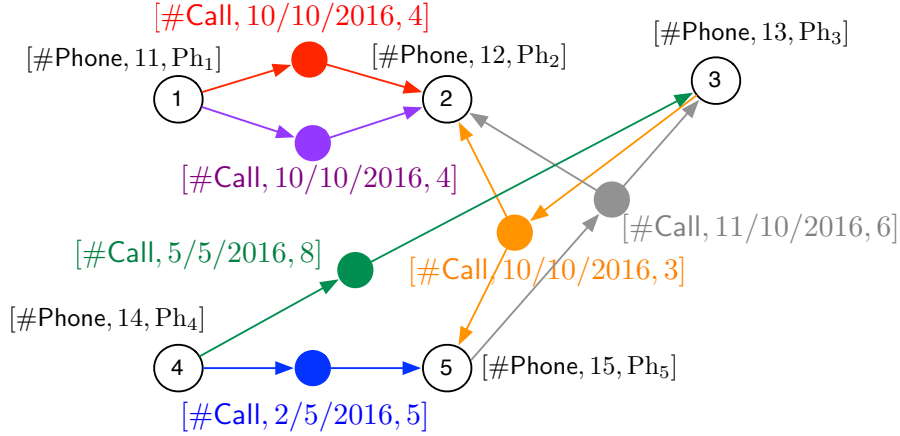 [#Call, 10/10/2016, 4]
[#Phone, 11, Ph₁]
[#Phone, 12, Ph₂]
[#Phone, 13, Ph₃]
1
2
3
[#Call, 10/10/2016, 4]
[#Call, 11/10/2016, 6]
[#Call, 5/5/2016, 8]
[#Call, 10/10/2016, 3]
[#Phone, 14, Ph₄]
4
5
[#Phone, 15, Ph₅]
[#Call, 2/5/2016, 5]